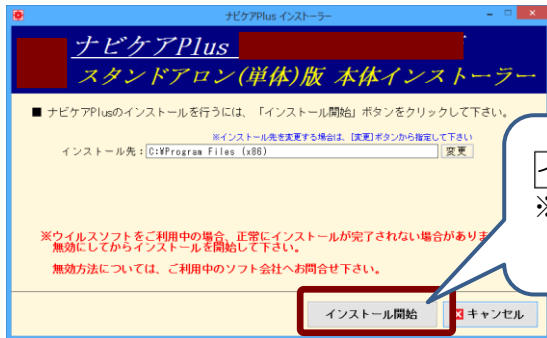 ナビケアPlus インストーラー
ナビケアPlus
スタンドアロン(単体)版 本体インストーラー
■ ナビケアPlusのインストールを行うには、「インストール開始」ボタンをクリックして下さい。
※インストール先を変更する場合は、[変更]ボタンから指定して下さい
インストール先：C:¥Program Files (x86) 変更
※ウイルスソフトをご利用中の場合、正常にインストールが完了されない場合がありま
無効にしてからインストールを開始して下さい。
無効方法については、ご利用中のソフト会社へお問合せ下さい。
インストール開始 キャンセル
※